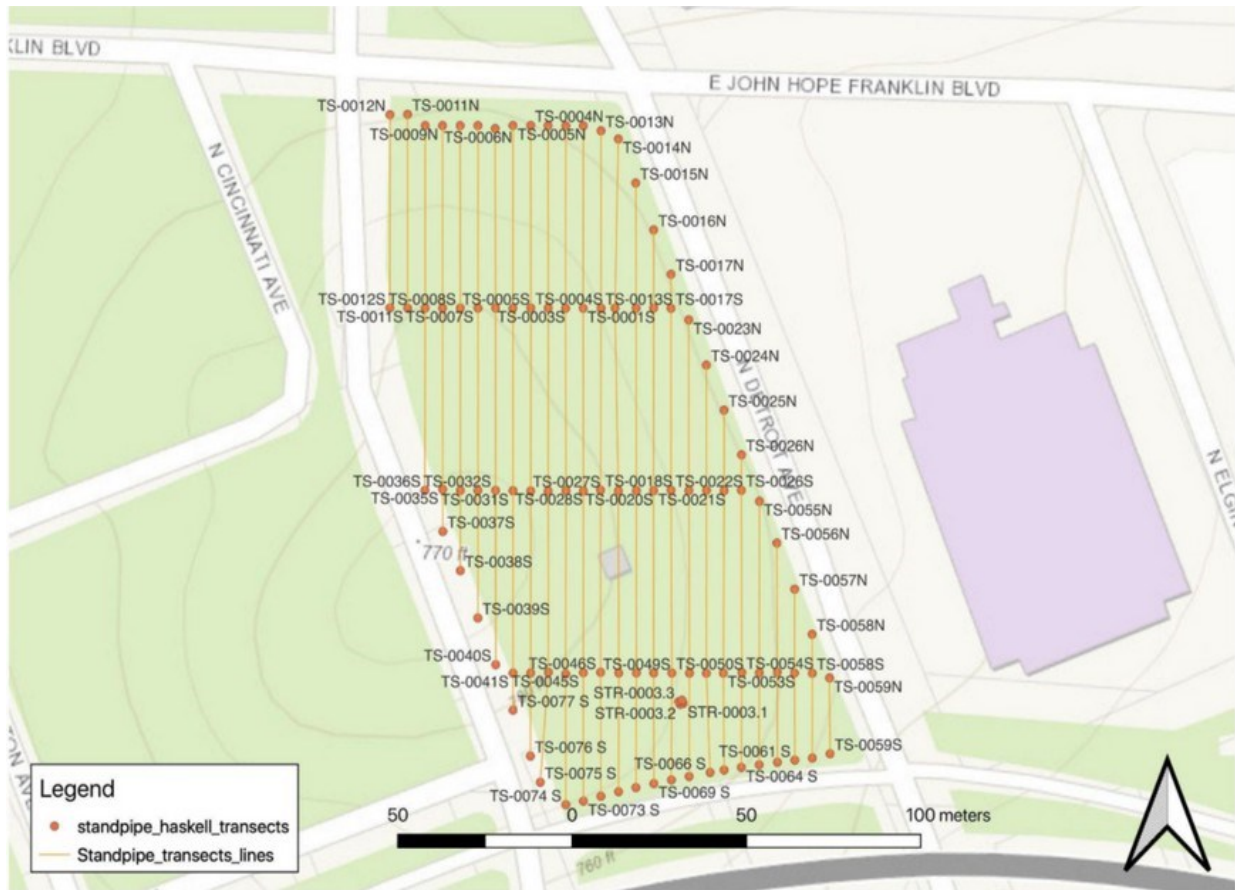 KLIN BLVD
E JOHN HOPE FRANKLIN BLVD
TS-0012N
TS-0011N
TS-0004N
TS-0013N
TS-0009N
TS-0006N
TS-0005N
TS-0014N
TS-0015N
N CINCINNATI AVE
TS-0016N
TS-0017N
TS-0012S
TS-0008S
TS-0005S
TS-0004S
TS-0013S
TS-0017S
TS-0011S
TS-0007S
TS-0003S
TS-0001S
TS-0023N
TS-0024N
N DETROIT AVE
TS-0025N
TS-0026N
N ELGIN
TS-0036S
TS-0032S
TS-0027S
TS-0018S
TS-0022S
TS-0026S
TS-0035S
TS-0031S
TS-0028S
TS-0020S
TS-0021S
TS-0055N
TS-0037S
TS-0056N
770 ft
TS-0038S
TS-0057N
TS-0039S
TS-0058N
TS-0040S
TS-0046S
TS-0049S
TS-0050S
TS-0054S
TS-0058S
TS-0041S
TS-0045S
TS-0053S
TS-0059N
TS-0077 S
STR-0003.3
STR-0003.2
STR-0003.1
TS-0076 S
TS-0066 S
TS-0061 S
TS-0059S
TS-0075 S
TS-0064 S
TS-0074 S
TS-0069 S
TS-0073 S
TON AVE
Legend
standpipe_haskell_transects
Standpipe_transects_lines
50
0
50
100 meters
760 ft